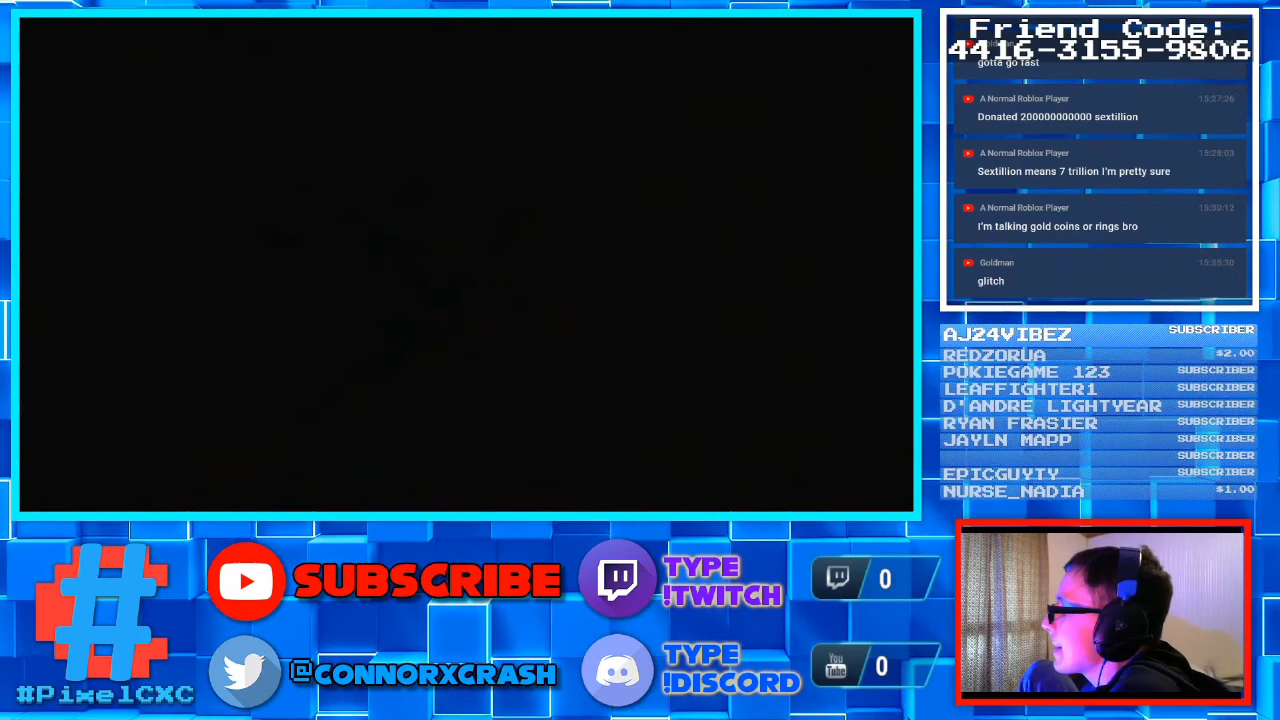 Friend Code:
4416-3155-9806
gotta go fast
A Normal Roblox Player 15:27:26
Donated 200000000000 sextillion
A Normal Roblox Player 15:28:03
Sextillion means 7 trillion I'm pretty sure
A Normal Roblox Player 15:30:12
I'm talking gold coins or rings bro
Goldman 15:35:30
glitch
AJ24VIBEZ SUBSCRIBER
REDZORUA $2.00
POKIEGAME 123 SUBSCRIBER
LEAFFIGHTER1 SUBSCRIBER
D'ANDRE LIGHTYEAR SUBSCRIBER
RYAN FRASIER SUBSCRIBER
JAYLN MAPP SUBSCRIBER
SUBSCRIBER
EPICGUYTY SUBSCRIBER
NURSE_NADIA $1.00
#
#PixelCXC
SUBSCRIBE
@CONNORXCRASH
TYPE
!TWITCH
TYPE
!DISCORD
0
You
Tube
0